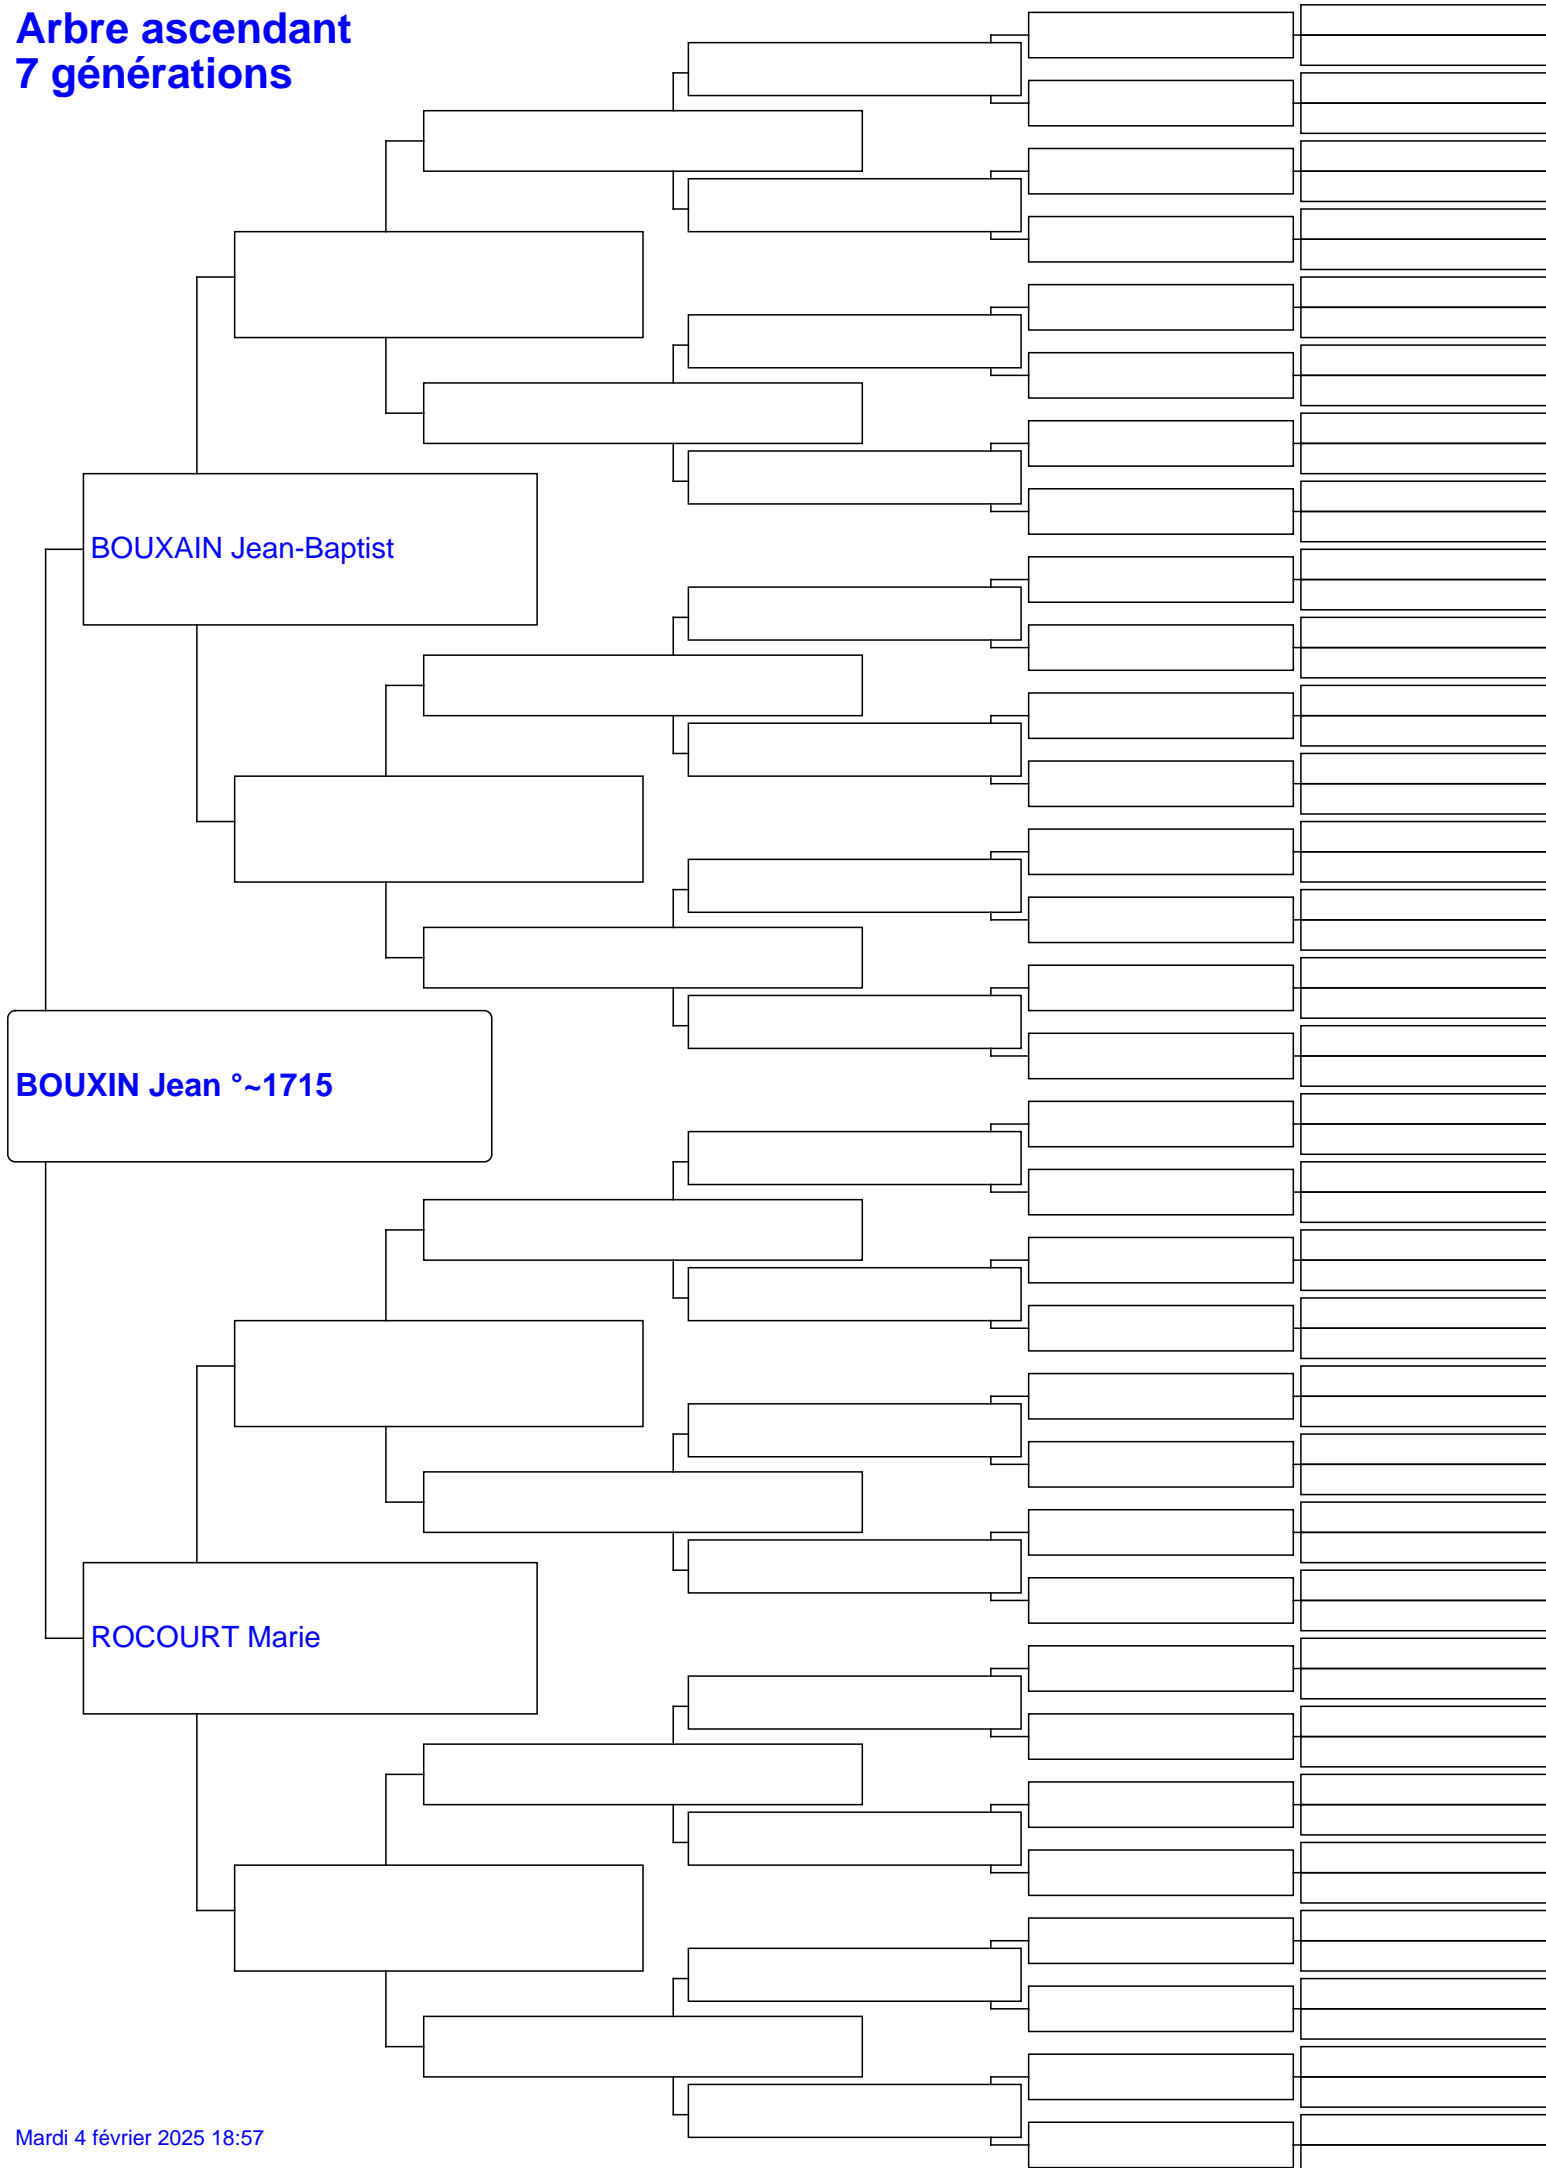 Arbre ascendant
7 générations
BOUXAIN Jean-Baptist
BOUXIN Jean °~1715
ROCOURT Marie
Mardi 4 février 2025 18:57